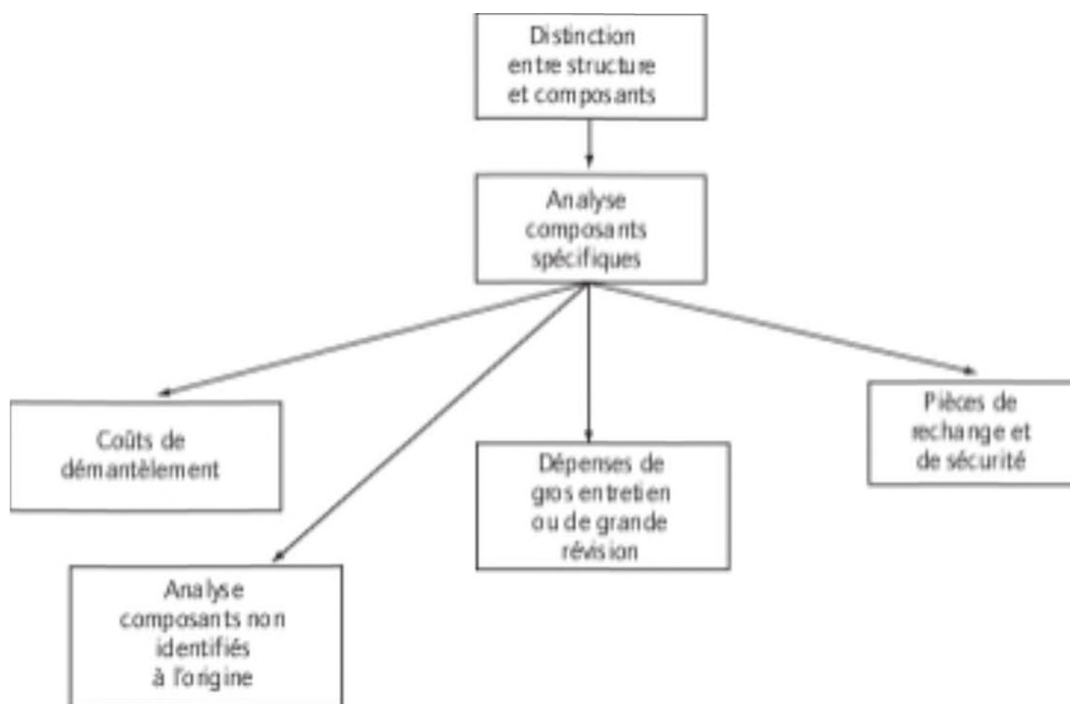 Distinction
entre structure
et composants
Analyse
composants
spécifiques
Coûts de
démantèlement
Analyse
composants non
identifiés
à l'origine
Dépenses de
gros entretien
ou de grande
révision
Pièces de
rechange et
de sécurité